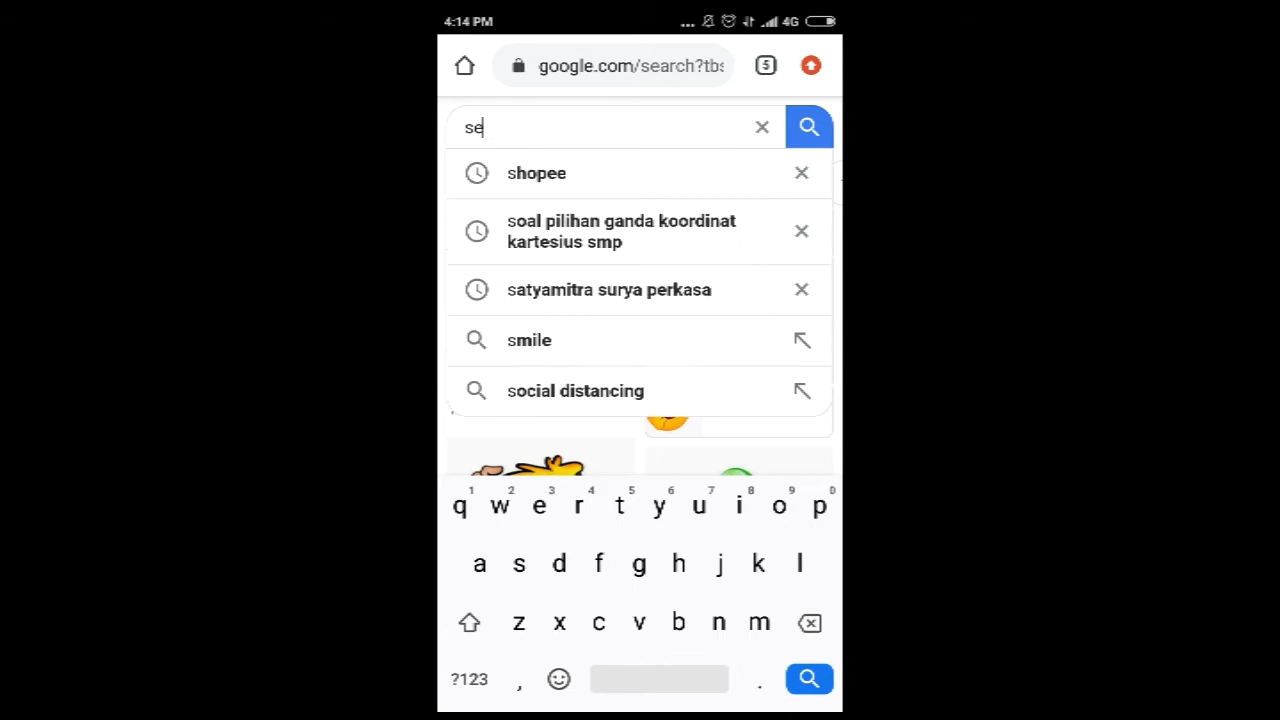 4:14 PM ... 4G
google.com/search?tbs 5
se
shopee
soal pilihan ganda koordinat
kartesius smp
satyamitra surya perkasa
smile
social distancing
1 2 3 4 5 6 7 8 9 0
q w e r t y u i o p
a s d f g h j k l
z x c v b n m
?123 , .